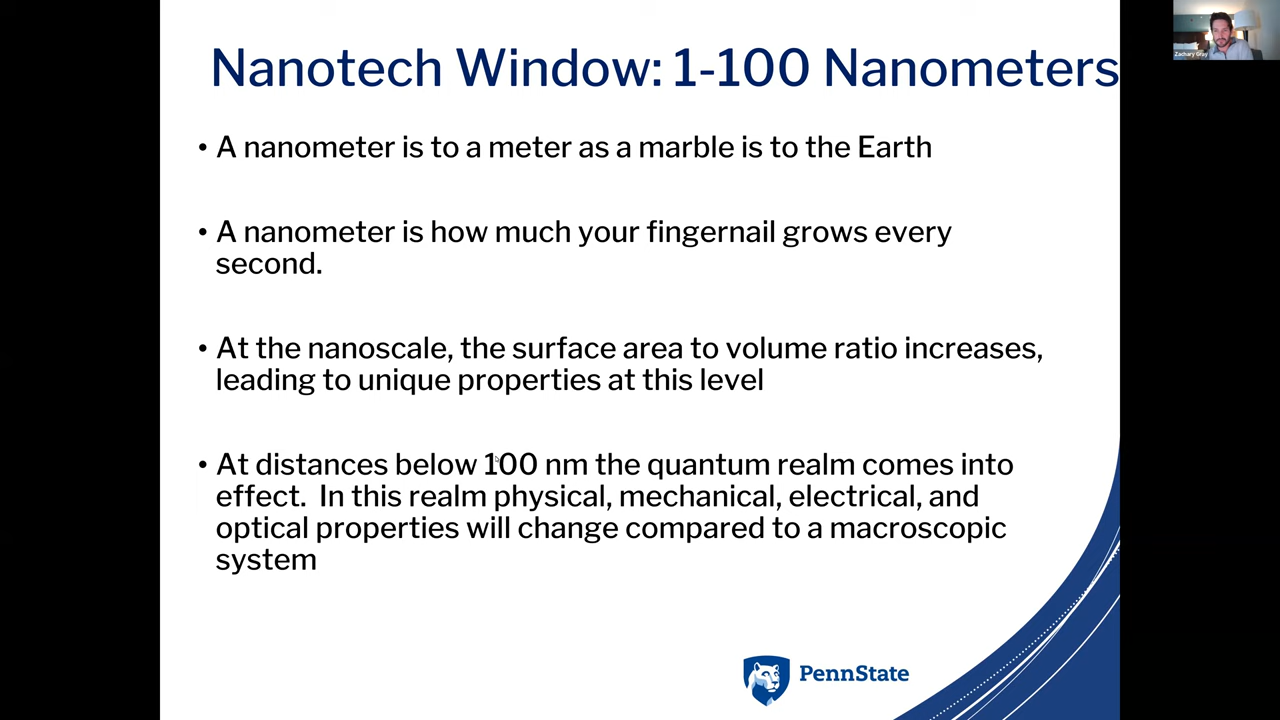 Nanotech Window: 1-100 Nanometers
• A nanometer is to a meter as a marble is to the Earth
• A nanometer is how much your fingernail grows every
second.
• At the nanoscale, the surface area to volume ratio increases,
leading to unique properties at this level
• At distances below 100 nm the quantum realm comes into
effect.  In this realm physical, mechanical, electrical, and
optical properties will change compared to a macroscopic
system
PennState
Zachary Gray